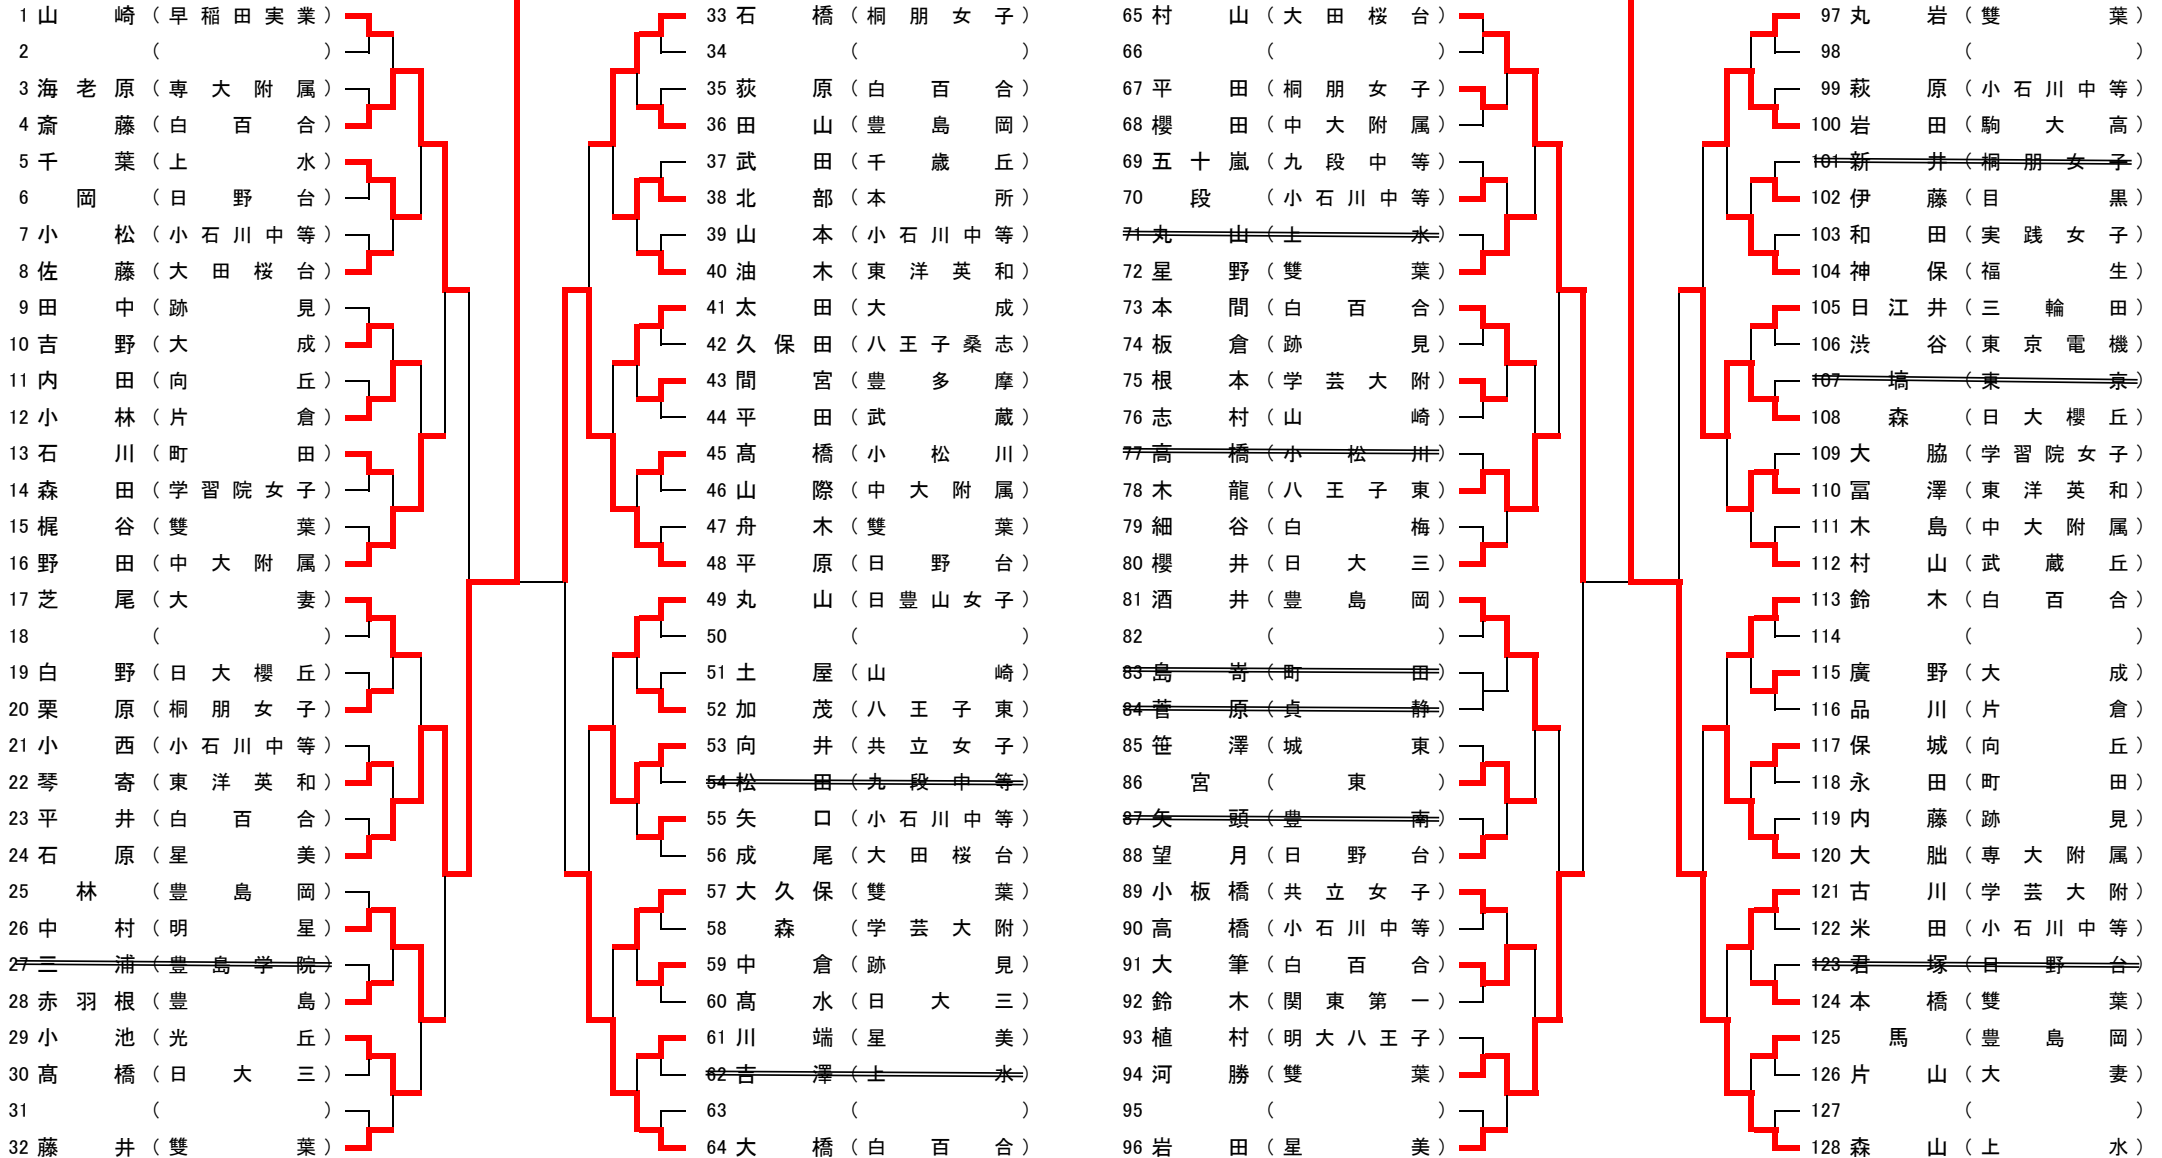 1 山崎 (早稲田実業)
2 ( )
3 海老原 (専大附属)
4 斎藤 (白百合)
5 千葉 (上水)
6 岡 (日野台)
7 小松 (小石川中等)
8 佐藤 (大田桜台)
9 田中 (跡見)
10 吉野 (大成)
11 内田 (向丘)
12 小林 (片倉)
13 石川 (町田)
14 森田 (学習院女子)
15 梶谷 (雙葉)
16 野田 (中大附属)
17 芝尾 (大妻)
18 ( )
19 白野 (日大櫻丘)
20 栗原 (桐朋女子)
21 小西 (小石川中等)
22 琴寄 (東洋英和)
23 平井 (白百合)
24 石原 (星美)
25 林 (豊島岡)
26 中村 (明星)
27 三浦 (豊島学院)
28 赤羽根 (豊島)
29 小池 (光丘)
30 髙橋 (日大三)
31 ( )
32 藤井 (雙葉)
33 石橋 (桐朋女子)
34 ( )
35 荻原 (白百合)
36 田山 (豊島岡)
37 武田 (千歳丘)
38 北部 (本所)
39 山本 (小石川中等)
40 油木 (東洋英和)
41 太田 (大成)
42 久保田 (八王子桑志)
43 間宮 (豊多摩)
44 平田 (武蔵)
45 髙橋 (小松川)
46 山際 (中大附属)
47 舟木 (雙葉)
48 平原 (日野台)
49 丸山 (日豊山女子)
50 ( )
51 土屋 (山崎)
52 加茂 (八王子東)
53 向井 (共立女子)
54 松田 (九段中等)
55 矢口 (小石川中等)
56 成尾 (大田桜台)
57 大久保 (雙葉)
58 森 (学芸大附)
59 中倉 (跡見)
60 髙水 (日大三)
61 川端 (星美)
62 吉澤 (上水)
63 ( )
64 大橋 (白百合)
65 村山 (大田桜台)
66 ( )
67 平田 (桐朋女子)
68 櫻田 (中大附属)
69 五十嵐 (九段中等)
70 段 (小石川中等)
71 丸山 (上水)
72 星野 (雙葉)
73 本間 (白百合)
74 板倉 (跡見)
75 根本 (学芸大附)
76 志村 (山崎)
77 高橋 (小松川)
78 木龍 (八王子東)
79 細谷 (白梅)
80 櫻井 (日大三)
81 酒井 (豊島岡)
82 ( )
83 島嵜 (町田)
84 菅原 (貞静)
85 笹澤 (城東)
86 宮 (東)
87 矢頭 (豊南)
88 望月 (日野台)
89 小板橋 (共立女子)
90 高橋 (小石川中等)
91 大筆 (白百合)
92 鈴木 (関東第一)
93 植村 (明大八王子)
94 河勝 (雙葉)
95 ( )
96 岩田 (星美)
97 丸岩 (雙葉)
98 ( )
99 萩原 (小石川中等)
100 岩田 (駒大高)
101 新井 (桐朋女子)
102 伊藤 (目黒)
103 和田 (実践女子)
104 神保 (福生)
105 日江井 (三輪田)
106 渋谷 (東京電機)
107 塙 (東京)
108 森 (日大櫻丘)
109 大脇 (学習院女子)
110 冨澤 (東洋英和)
111 木島 (中大附属)
112 村山 (武蔵丘)
113 鈴木 (白百合)
114 ( )
115 廣野 (大成)
116 品川 (片倉)
117 保城 (向丘)
118 永田 (町田)
119 内藤 (跡見)
120 大朏 (専大附属)
121 古川 (学芸大附)
122 米田 (小石川中等)
123 君塚 (日野台)
124 本橋 (雙葉)
125 馬 (豊島岡)
126 片山 (大妻)
127 ( )
128 森山 (上水)